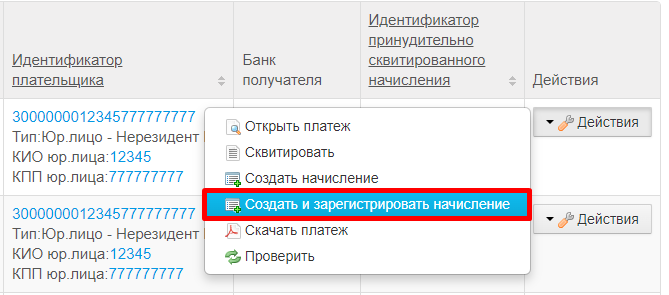 Идентификатор
плательщика
Банк
получателя
Идентификатор
принудительно
сквитированного
начисления
Действия
3000000012345777777777
Тип:Юр.лицо - Нерезидент
КИО юр.лица:12345
КПП юр.лица:777777777
Действия
Открыть платеж
Сквитировать
Создать начисление
Создать и зарегистрировать начисление
Скачать платеж
Проверить
3000000012345777777777
Тип:Юр.лицо - Нерезидент
КИО юр.лица:12345
КПП юр.лица:777777777
Действия